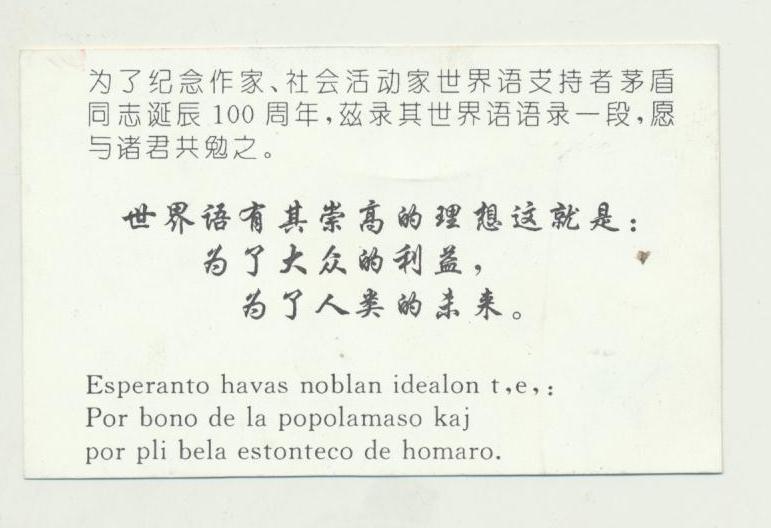 为了纪念作家、社会活动家世界语支持者茅盾
同志诞辰 100 周年，兹录其世界语语录一段，愿
与诸君共勉之。
世界语有其崇高的理想这就是：
为了大众的利益，
为了人类的未来。
Esperanto havas noblan idealon t,e,:
Por bono de la popolamaso kaj
por pli bela estonteco de homaro.